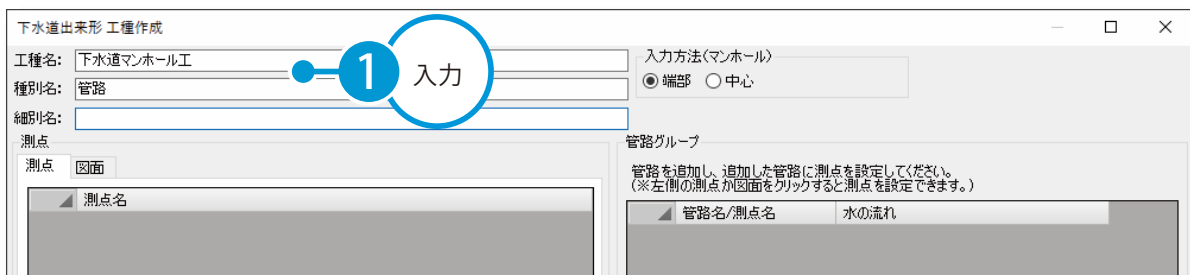 下水道出来形 工種作成
工種名: 下水道マンホール工
1 入力
種別名: 管路
細別名:
入力方法(マンホール)
端部 中心
測点
測点 図面
測点名
管路グループ
管路を追加し、追加した管路に測点を設定してください。
(※左側の測点か図面をクリックすると測点を設定できます。)
管路名/測点名 水の流れ